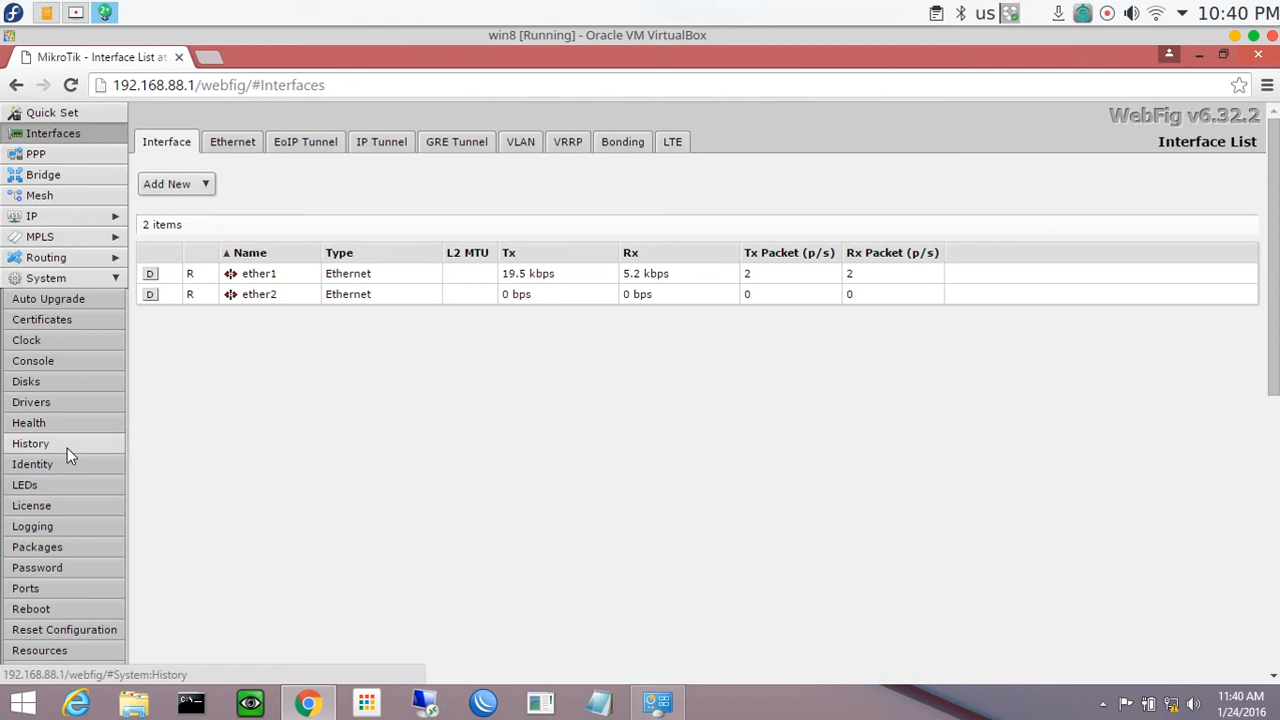 us
10:40 PM
win8 [Running] - Oracle VM VirtualBox
MikroTik - Interface List at
192.168.88.1/webfig/#Interfaces
Quick Set
Interfaces
PPP
Bridge
Mesh
IP
MPLS
Routing
System
Auto Upgrade
Certificates
Clock
Console
Disks
Drivers
Health
History
Identity
LEDs
License
Logging
Packages
Password
Ports
Reboot
Reset Configuration
Resources
WebFig v6.32.2
Interface Ethernet EoIP Tunnel IP Tunnel GRE Tunnel VLAN VRRP Bonding LTE
Interface List
Add New
2 items
Name Type L2 MTU Tx Rx Tx Packet (p/s) Rx Packet (p/s)
D R ether1 Ethernet 19.5 kbps 5.2 kbps 2 2
D R ether2 Ethernet 0 bps 0 bps 0 0
192.168.88.1/webfig/#System:History
11:40 AM
1/24/2016